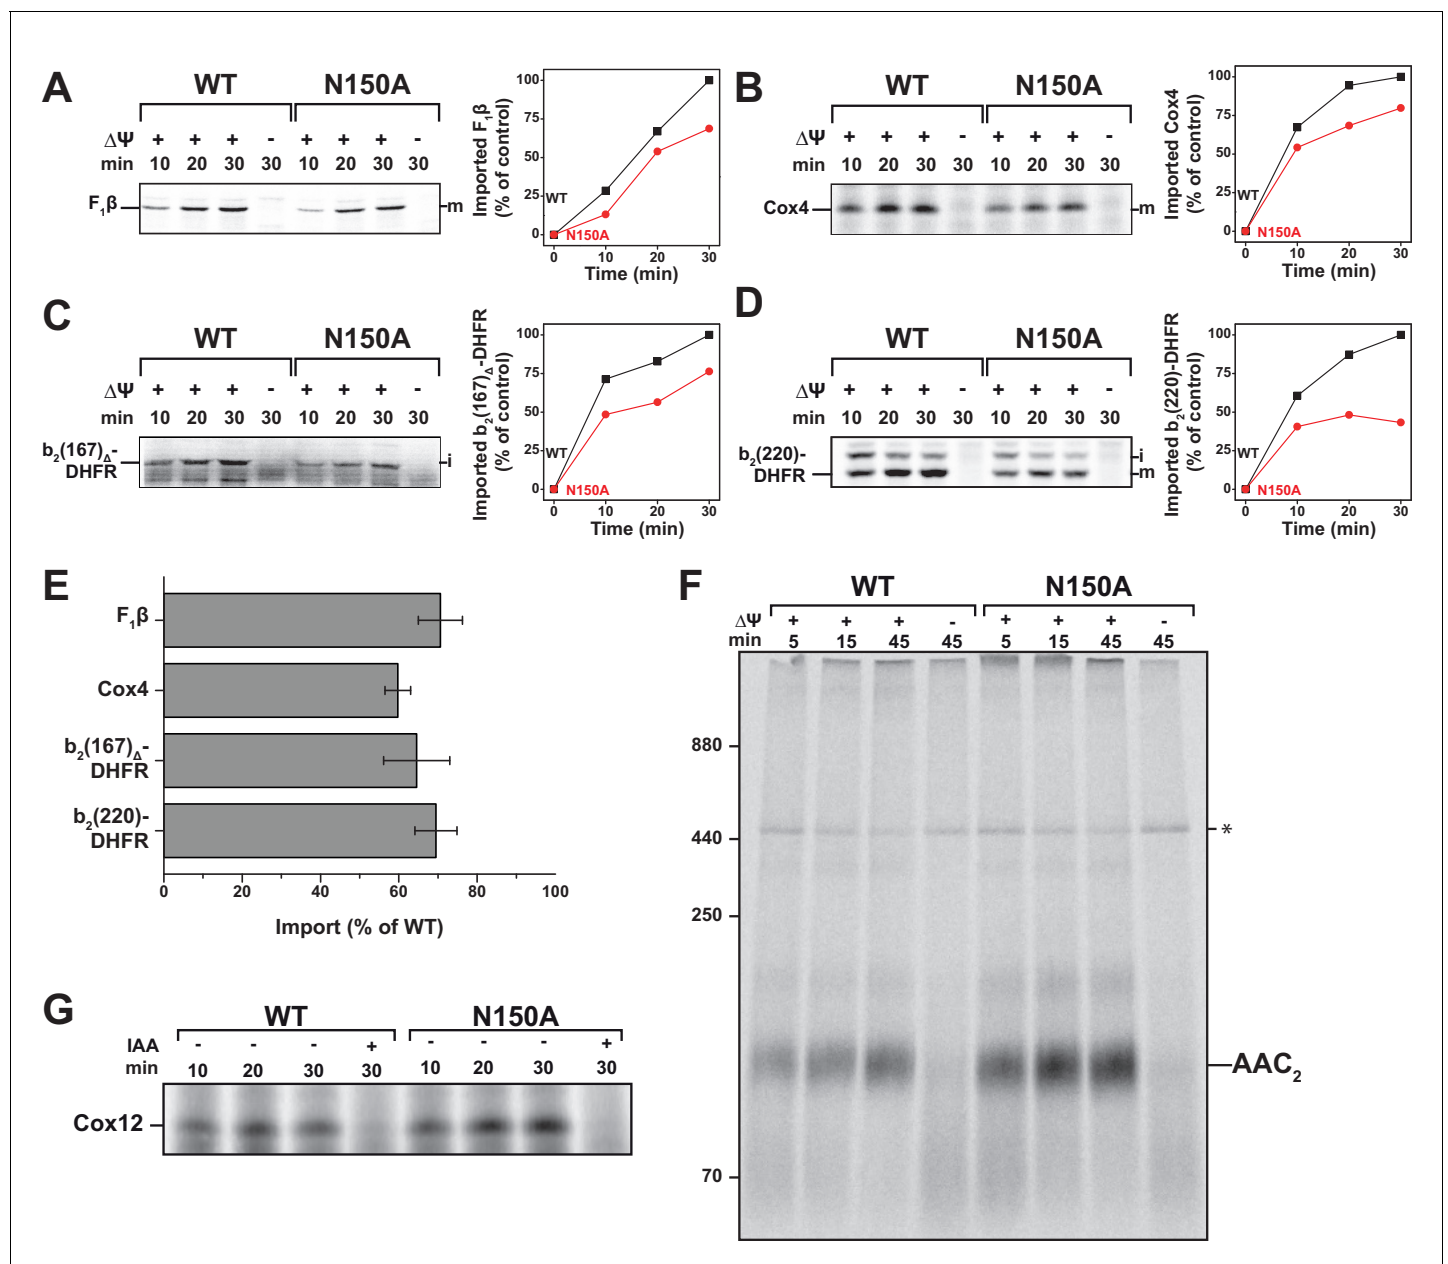 A
WT N150A
ΔΨ + + + - + + + -
min 10 20 30 30 10 20 30 30
F1β m
Imported F1β
(% of control)
100
75
50
25
0
WT
N150A
0 10 20 30
Time (min)
B
WT N150A
ΔΨ + + + - + + + -
min 10 20 30 30 10 20 30 30
Cox4 m
Imported Cox4
(% of control)
100
75
50
25
0
WT
N150A
0 10 20 30
Time (min)
C
WT N150A
ΔΨ + + + - + + + -
min 10 20 30 30 10 20 30 30
b2(167)Δ-
DHFR
i
Imported b2(167)Δ-DHFR
(% of control)
100
75
50
25
0
WT
N150A
0 10 20 30
Time (min)
D
WT N150A
ΔΨ + + + - + + + -
min 10 20 30 30 10 20 30 30
b2(220)-
DHFR
i
m
Imported b2(220)-DHFR
(% of control)
100
75
50
25
0
WT
N150A
0 10 20 30
Time (min)
E
F1β
Cox4
b2(167)Δ-
DHFR
b2(220)-
DHFR
0 20 40 60 80 100
Import (% of WT)
F
WT N150A
ΔΨ + + + - + + + -
min 5 15 45 45 5 15 45 45
880
440
250
70
*
AAC2
G
WT N150A
IAA - - - + - - - +
min 10 20 30 30 10 20 30 30
Cox12